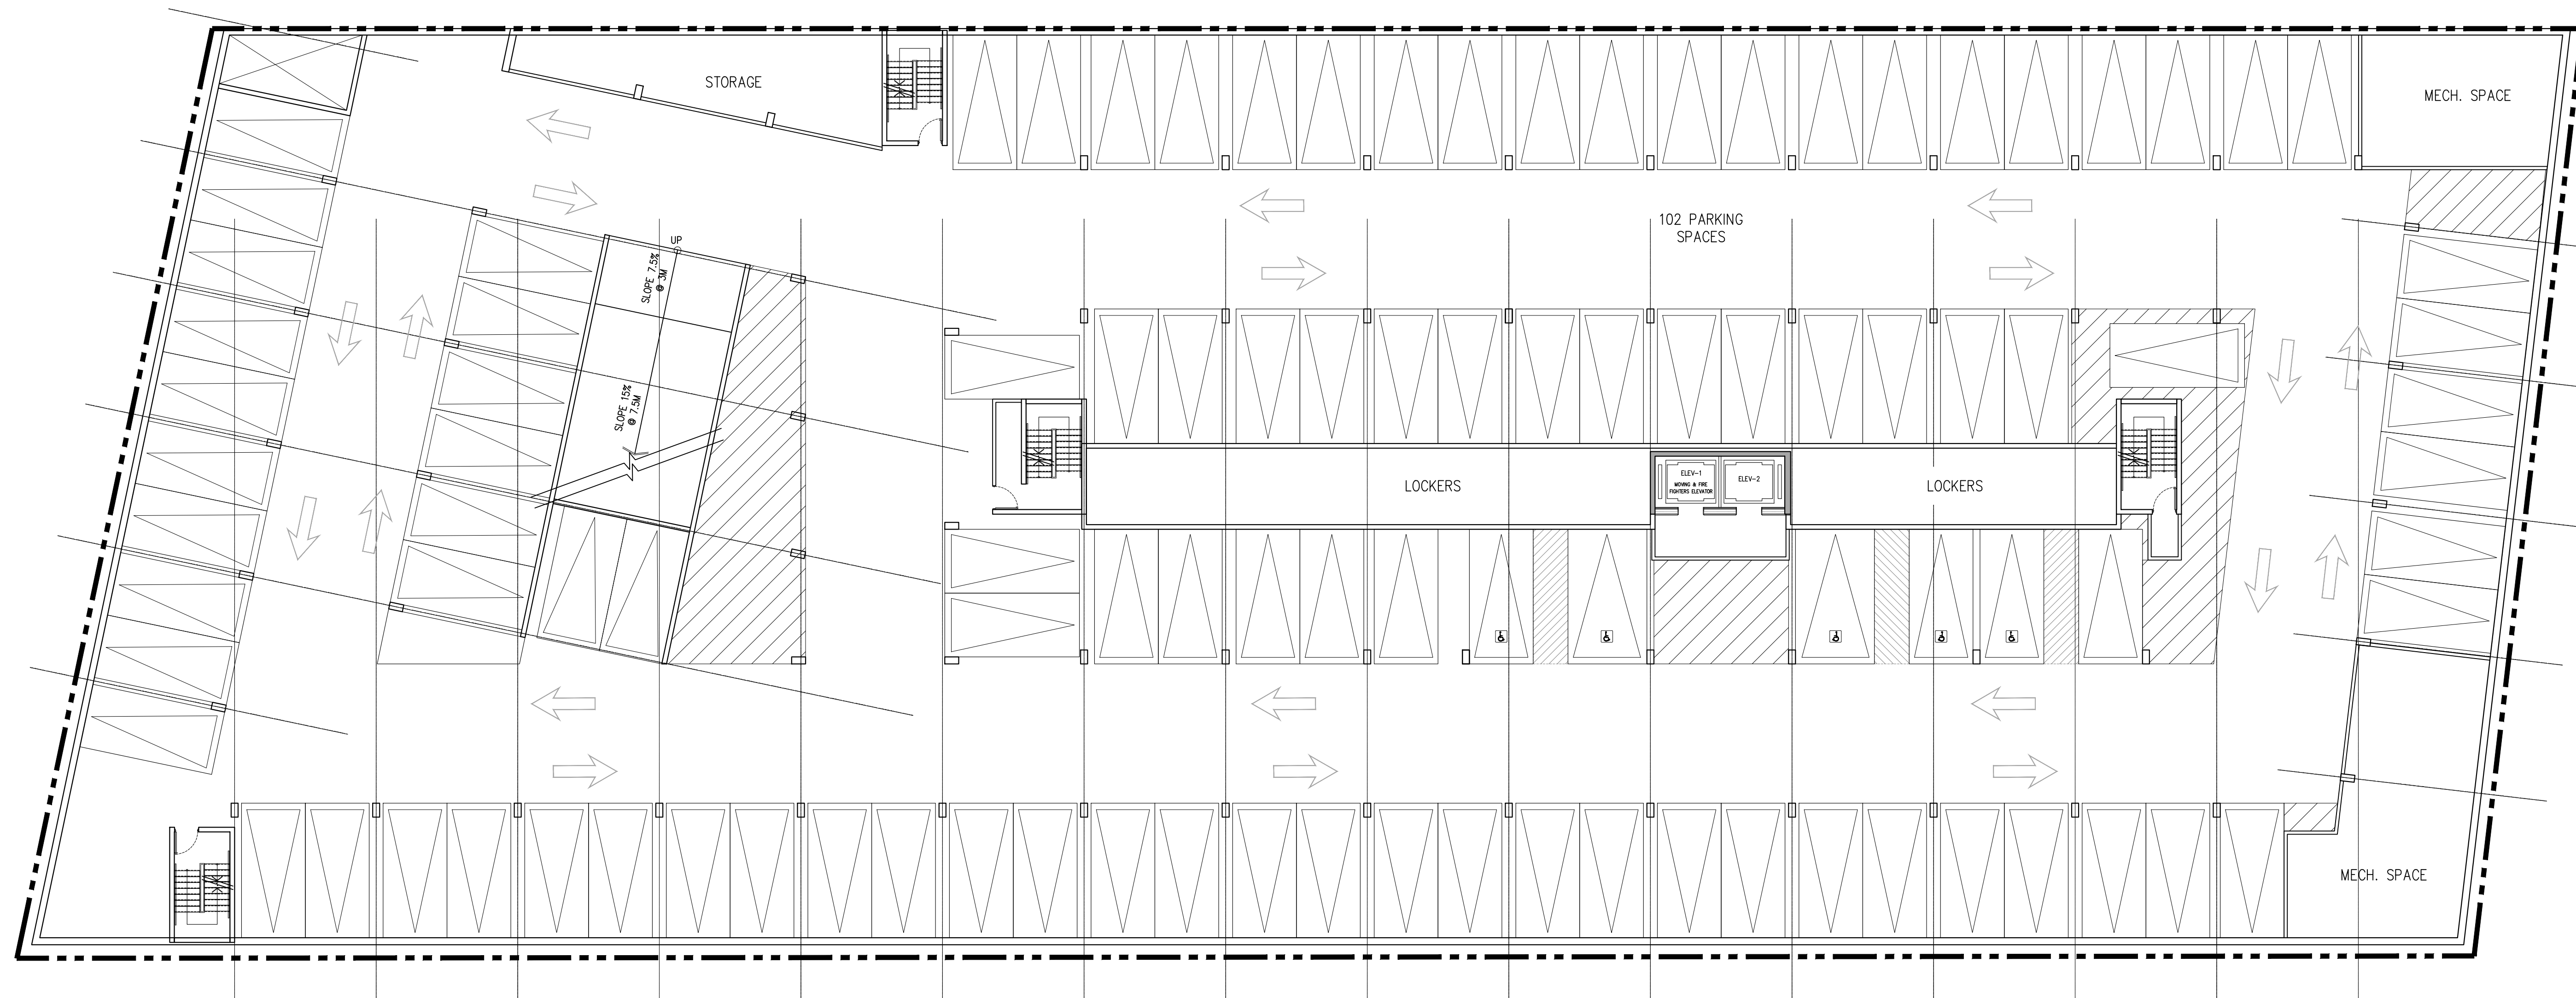 STORAGE
MECH. SPACE
102 PARKING
SPACES
UP
SLOPE 7.5%
@ 3M
SLOPE 15%
@ 7.5M
LOCKERS
ELEV-1
MOVING & FIRE
FIGHTERS ELEVATOR
ELEV-2
LOCKERS
MECH. SPACE